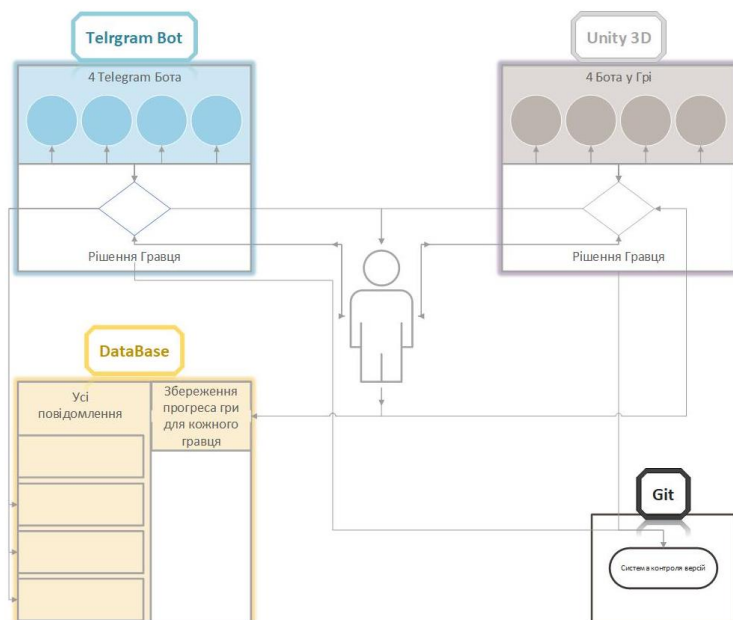 Telrgram Bot
4 Telegram Бота
Рішення Гравця
Unity 3D
4 Бота у Грі
Рішення Гравця
DataBase
Усі
повідомлення
Збереження
прогреса гри
для кожного
гравця
Git
Система контроля версій